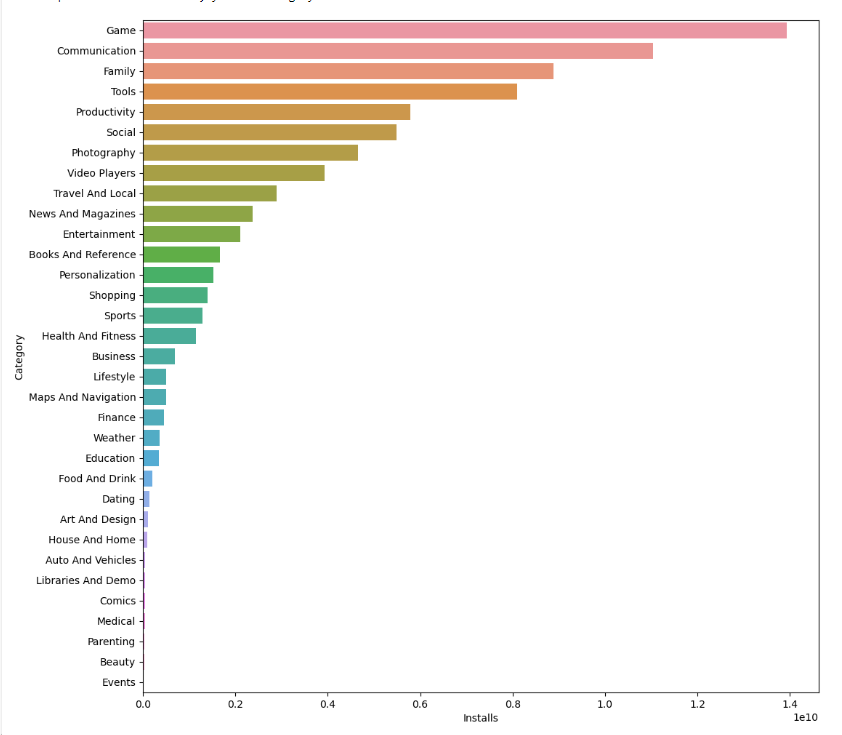 Game
Communication
Family
Tools
Productivity
Social
Photography
Video Players
Travel And Local
News And Magazines
Entertainment
Books And Reference
Personalization
Shopping
Sports
Health And Fitness
Business
Lifestyle
Maps And Navigation
Finance
Weather
Education
Food And Drink
Dating
Art And Design
House And Home
Auto And Vehicles
Libraries And Demo
Comics
Medical
Parenting
Beauty
Events
Category
0.0 0.2 0.4 0.6 0.8 1.0 1.2 1.4
Installs
1e10